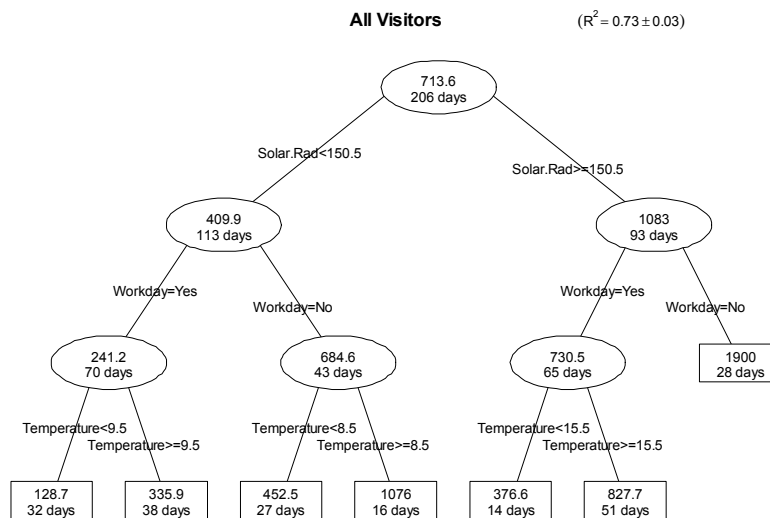 All Visitors (R² = 0.73 ± 0.03)
713.6
206 days
Solar.Rad<150.5
Solar.Rad>=150.5
409.9
113 days
1083
93 days
Workday=Yes
Workday=No
Workday=Yes
Workday=No
241.2
70 days
684.6
43 days
730.5
65 days
1900
28 days
Temperature<9.5
Temperature>=9.5
Temperature<8.5
Temperature>=8.5
Temperature<15.5
Temperature>=15.5
128.7
32 days
335.9
38 days
452.5
27 days
1076
16 days
376.6
14 days
827.7
51 days